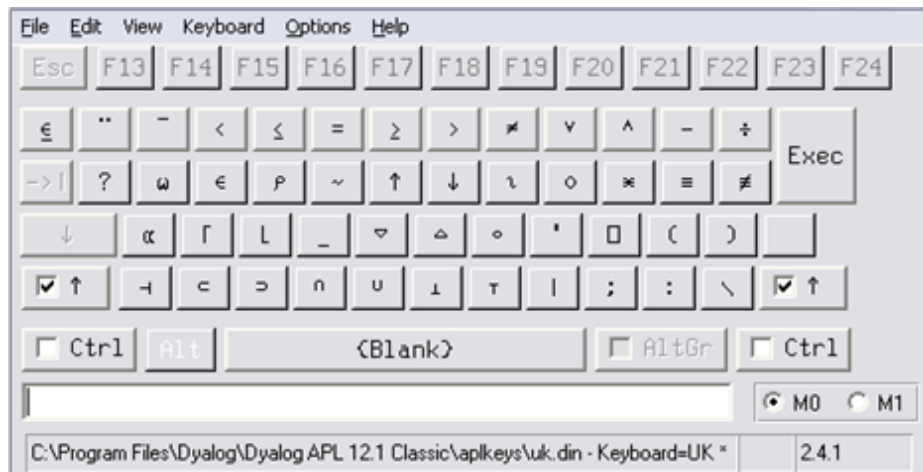 File Edit View Keyboard Options Help
Esc F13 F14 F15 F16 F17 F18 F19 F20 F21 F22 F23 F24
⍷ ¨ ¯ < ≤ = ≥ > ≠ ∨ ∧ − ÷ Exec
->| ? ⍵ ∊ ⍴ ~ ↑ ↓ ⍳ ○ * ≡ ≢
↓ ⍺ ⌈ ⌊ _ ∇ ∆ ∘ ' ⎕ ( )
↑ ⊣ ⊂ ⊃ ∩ ∪ ⊥ ⊤ | ; : \ ↑
Ctrl Alt {Blank} AltGr Ctrl
M0 M1
C:\Program Files\Dyalog\Dyalog APL 12.1 Classic\aplkeys\uk.din - Keyboard=UK * 2.4.1